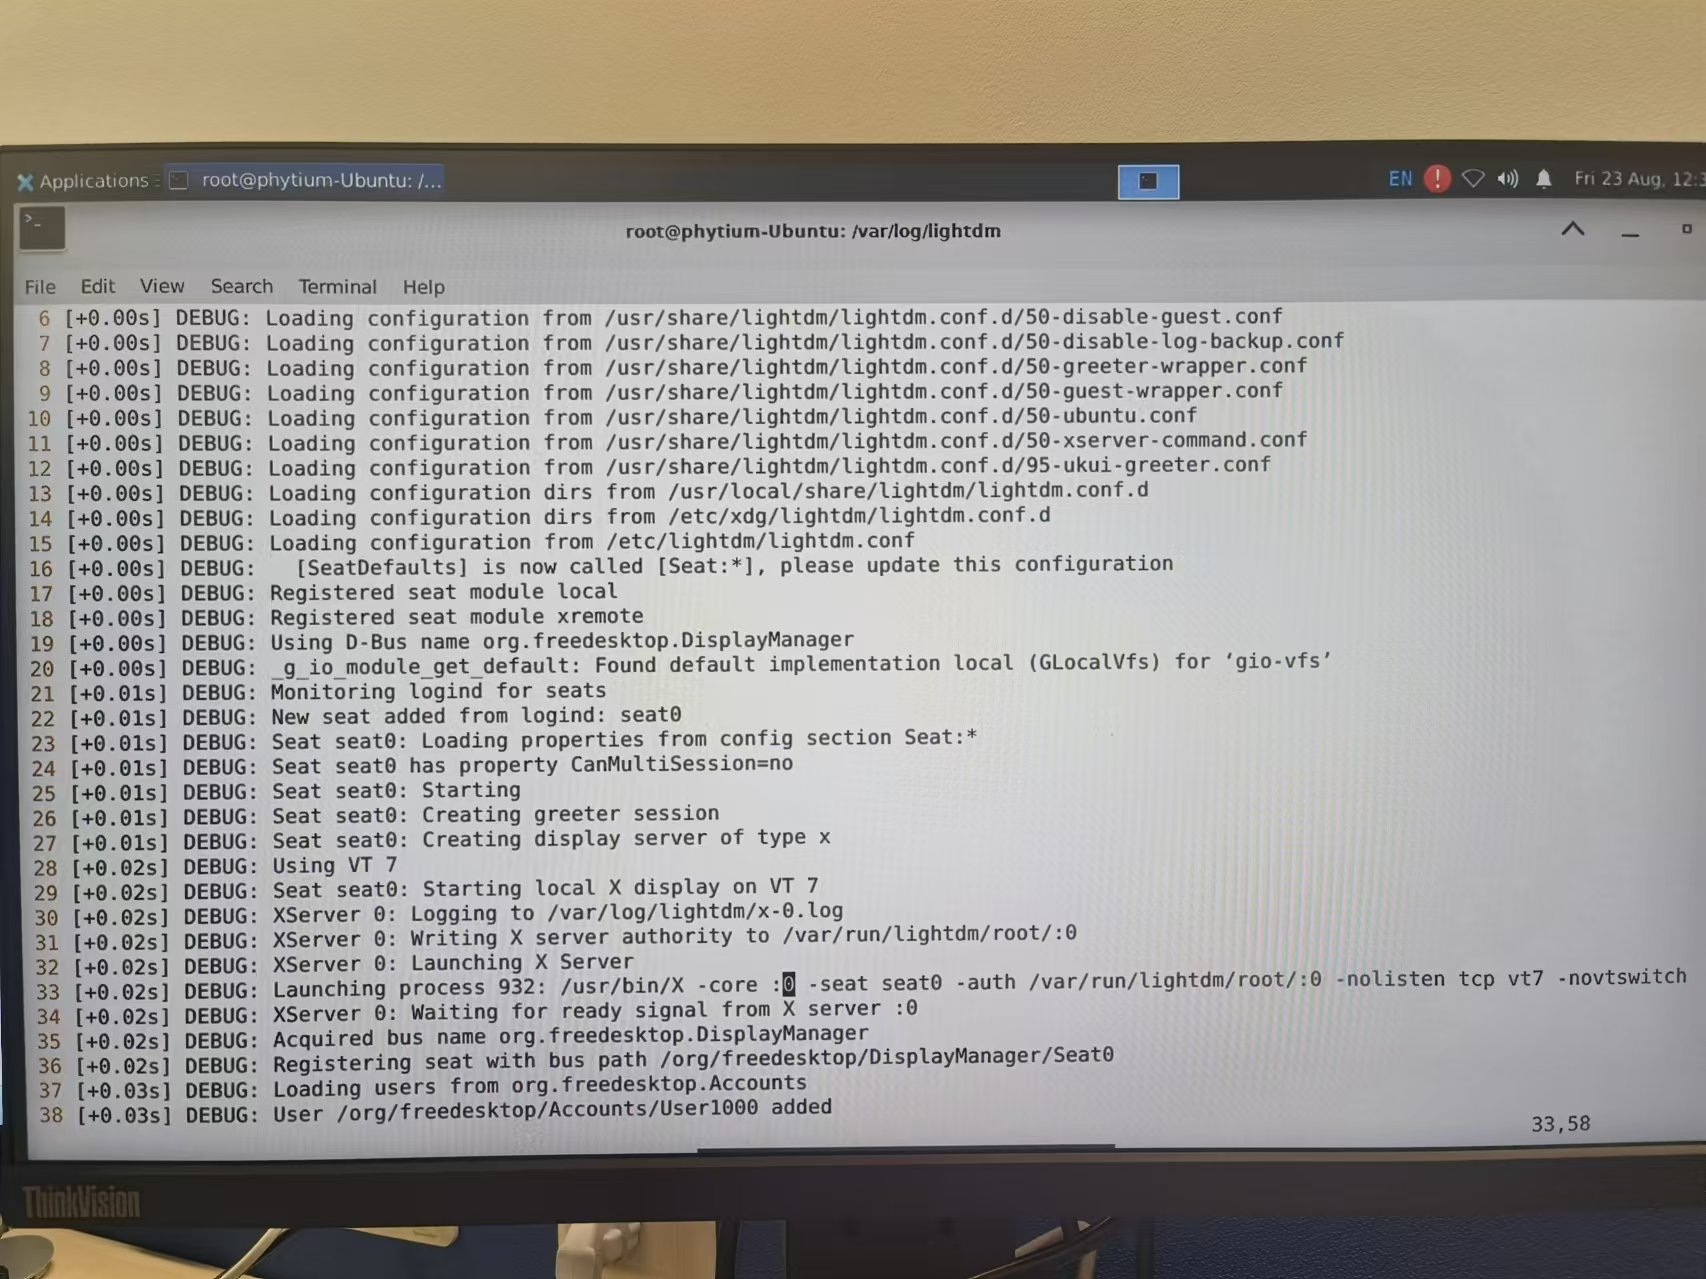 Applications
root@phytium-Ubuntu: /...
EN
Fri 23 Aug, 12:3
root@phytium-Ubuntu: /var/log/lightdm
File Edit View Search Terminal Help
6 [+0.00s] DEBUG: Loading configuration from /usr/share/lightdm/lightdm.conf.d/50-disable-guest.conf
7 [+0.00s] DEBUG: Loading configuration from /usr/share/lightdm/lightdm.conf.d/50-disable-log-backup.conf
8 [+0.00s] DEBUG: Loading configuration from /usr/share/lightdm/lightdm.conf.d/50-greeter-wrapper.conf
9 [+0.00s] DEBUG: Loading configuration from /usr/share/lightdm/lightdm.conf.d/50-guest-wrapper.conf
10 [+0.00s] DEBUG: Loading configuration from /usr/share/lightdm/lightdm.conf.d/50-ubuntu.conf
11 [+0.00s] DEBUG: Loading configuration from /usr/share/lightdm/lightdm.conf.d/50-xserver-command.conf
12 [+0.00s] DEBUG: Loading configuration from /usr/share/lightdm/lightdm.conf.d/95-ukui-greeter.conf
13 [+0.00s] DEBUG: Loading configuration dirs from /usr/local/share/lightdm/lightdm.conf.d
14 [+0.00s] DEBUG: Loading configuration dirs from /etc/xdg/lightdm/lightdm.conf.d
15 [+0.00s] DEBUG: Loading configuration from /etc/lightdm/lightdm.conf
16 [+0.00s] DEBUG:   [SeatDefaults] is now called [Seat:*], please update this configuration
17 [+0.00s] DEBUG: Registered seat module local
18 [+0.00s] DEBUG: Registered seat module xremote
19 [+0.00s] DEBUG: Using D-Bus name org.freedesktop.DisplayManager
20 [+0.00s] DEBUG: _g_io_module_get_default: Found default implementation local (GLocalVfs) for ‘gio-vfs’
21 [+0.01s] DEBUG: Monitoring logind for seats
22 [+0.01s] DEBUG: New seat added from logind: seat0
23 [+0.01s] DEBUG: Seat seat0: Loading properties from config section Seat:*
24 [+0.01s] DEBUG: Seat seat0 has property CanMultiSession=no
25 [+0.01s] DEBUG: Seat seat0: Starting
26 [+0.01s] DEBUG: Seat seat0: Creating greeter session
27 [+0.01s] DEBUG: Seat seat0: Creating display server of type x
28 [+0.02s] DEBUG: Using VT 7
29 [+0.02s] DEBUG: Seat seat0: Starting local X display on VT 7
30 [+0.02s] DEBUG: XServer 0: Logging to /var/log/lightdm/x-0.log
31 [+0.02s] DEBUG: XServer 0: Writing X server authority to /var/run/lightdm/root/:0
32 [+0.02s] DEBUG: XServer 0: Launching X Server
33 [+0.02s] DEBUG: Launching process 932: /usr/bin/X -core :0 -seat seat0 -auth /var/run/lightdm/root/:0 -nolisten tcp vt7 -novtswitch
34 [+0.02s] DEBUG: XServer 0: Waiting for ready signal from X server :0
35 [+0.02s] DEBUG: Acquired bus name org.freedesktop.DisplayManager
36 [+0.02s] DEBUG: Registering seat with bus path /org/freedesktop/DisplayManager/Seat0
37 [+0.03s] DEBUG: Loading users from org.freedesktop.Accounts
38 [+0.03s] DEBUG: User /org/freedesktop/Accounts/User1000 added
33,58
ThinkVision